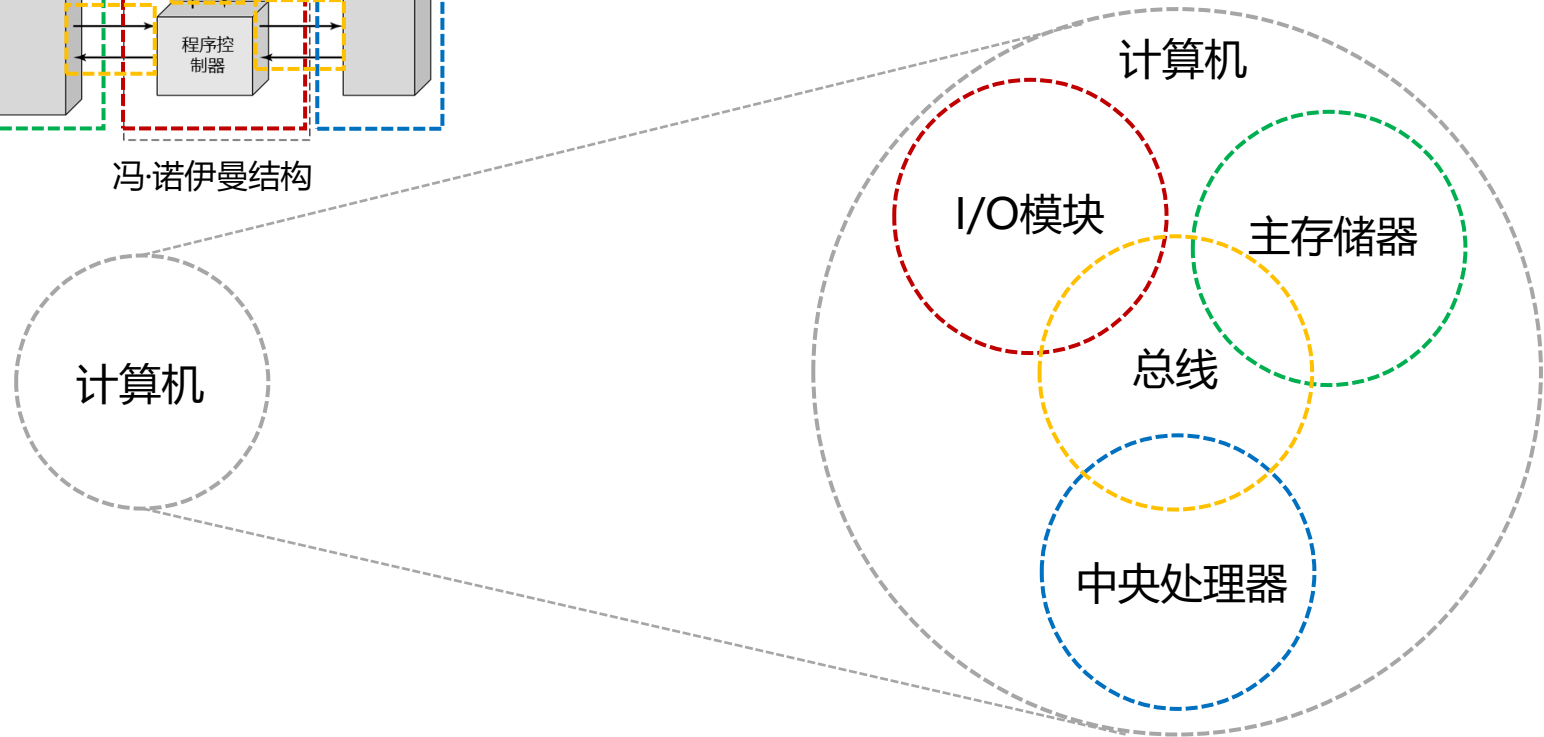 程序控
制器
冯·诺伊曼结构
计算机
计算机
I/O模块
主存储器
总线
中央处理器